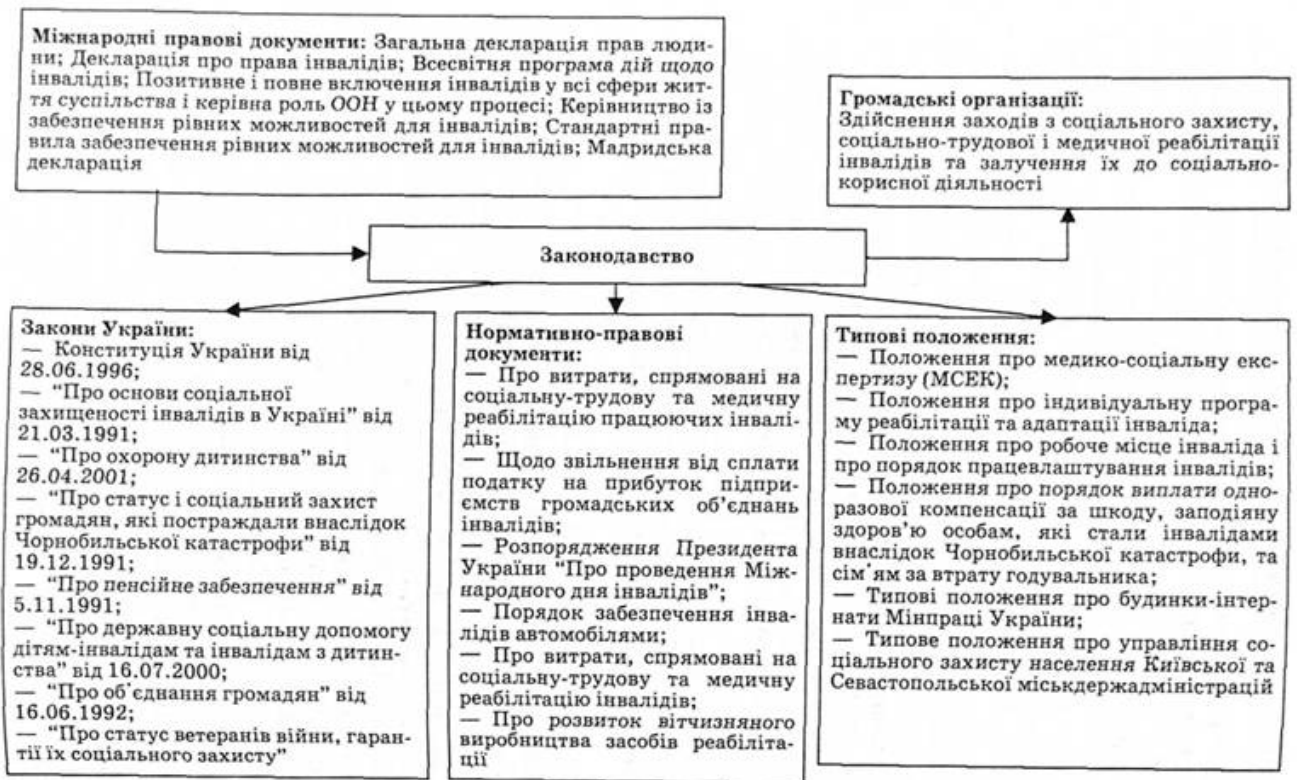 Міжнародні правові документи: Загальна декларація прав люди-
ни; Декларація про права інвалідів; Всесвітня програма дій щодо
інвалідів; Позитивне і повне включення інвалідів у всі сфери жит-
тя суспільства і керівна роль ООН у цьому процесі; Керівництво із
забезпечення рівних можливостей для інвалідів; Стандартні пра-
вила забезпечення рівних можливостей для інвалідів; Мадридська
декларація
Громадські організації:
Здійснення заходів з соціального захисту,
соціально-трудової і медичної реабілітації
інвалідів та залучення їх до соціально-
корисної діяльності
Законодавство
Закони України:
— Конституція України від
28.06.1996;
— “Про основи соціальної
захищеності інвалідів в Україні” від
21.03.1991;
— “Про охорону дитинства” від
26.04.2001;
— “Про статус і соціальний захист
громадян, які постраждали внаслідок
Чорнобильської катастрофи” від
19.12.1991;
— “Про пенсійне забезпечення” від
5.11.1991;
— “Про державну соціальну допомогу
дітям-інвалідам та інвалідам з дитин-
ства” від 16.07.2000;
— “Про об’єднання громадян” від
16.06.1992;
— “Про статус ветеранів війни, гаран-
тії їх соціального захисту”
Нормативно-правові
документи:
— Про витрати, спрямовані на
соціальну-трудову та медичну
реабілітацію працюючих інвалі-
дів;
— Щодо звільнення від сплати
податку на прибуток підпри-
ємств громадських об’єднань
інвалідів;
— Розпорядження Президента
України “Про проведення Між-
народного дня інвалідів”;
— Порядок забезпечення інва-
лідів автомобілями;
— Про витрати, спрямовані на
соціальну-трудову та медичну
реабілітацію інвалідів;
— Про розвиток вітчизняного
виробництва засобів реабіліта-
ції
Типові положення:
— Положення про медико-соціальну екс-
пертизу (МСЕК);
— Положення про індивідуальну програ-
му реабілітації та адаптації інваліда;
— Положення про робоче місце інваліда і
про порядок працевлаштування інвалідів;
— Положення про порядок виплати одно-
разової компенсації за шкоду, заподіяну
здоров’ю особам, які стали інвалідами
внаслідок Чорнобильської катастрофи, та
сім’ям за втрату годувальника;
— Типові положення про будинки-інтер-
нати Мінпраці України;
— Типове положення про управління со-
ціального захисту населення Київської та
Севастопольської міськдержадміністрацій